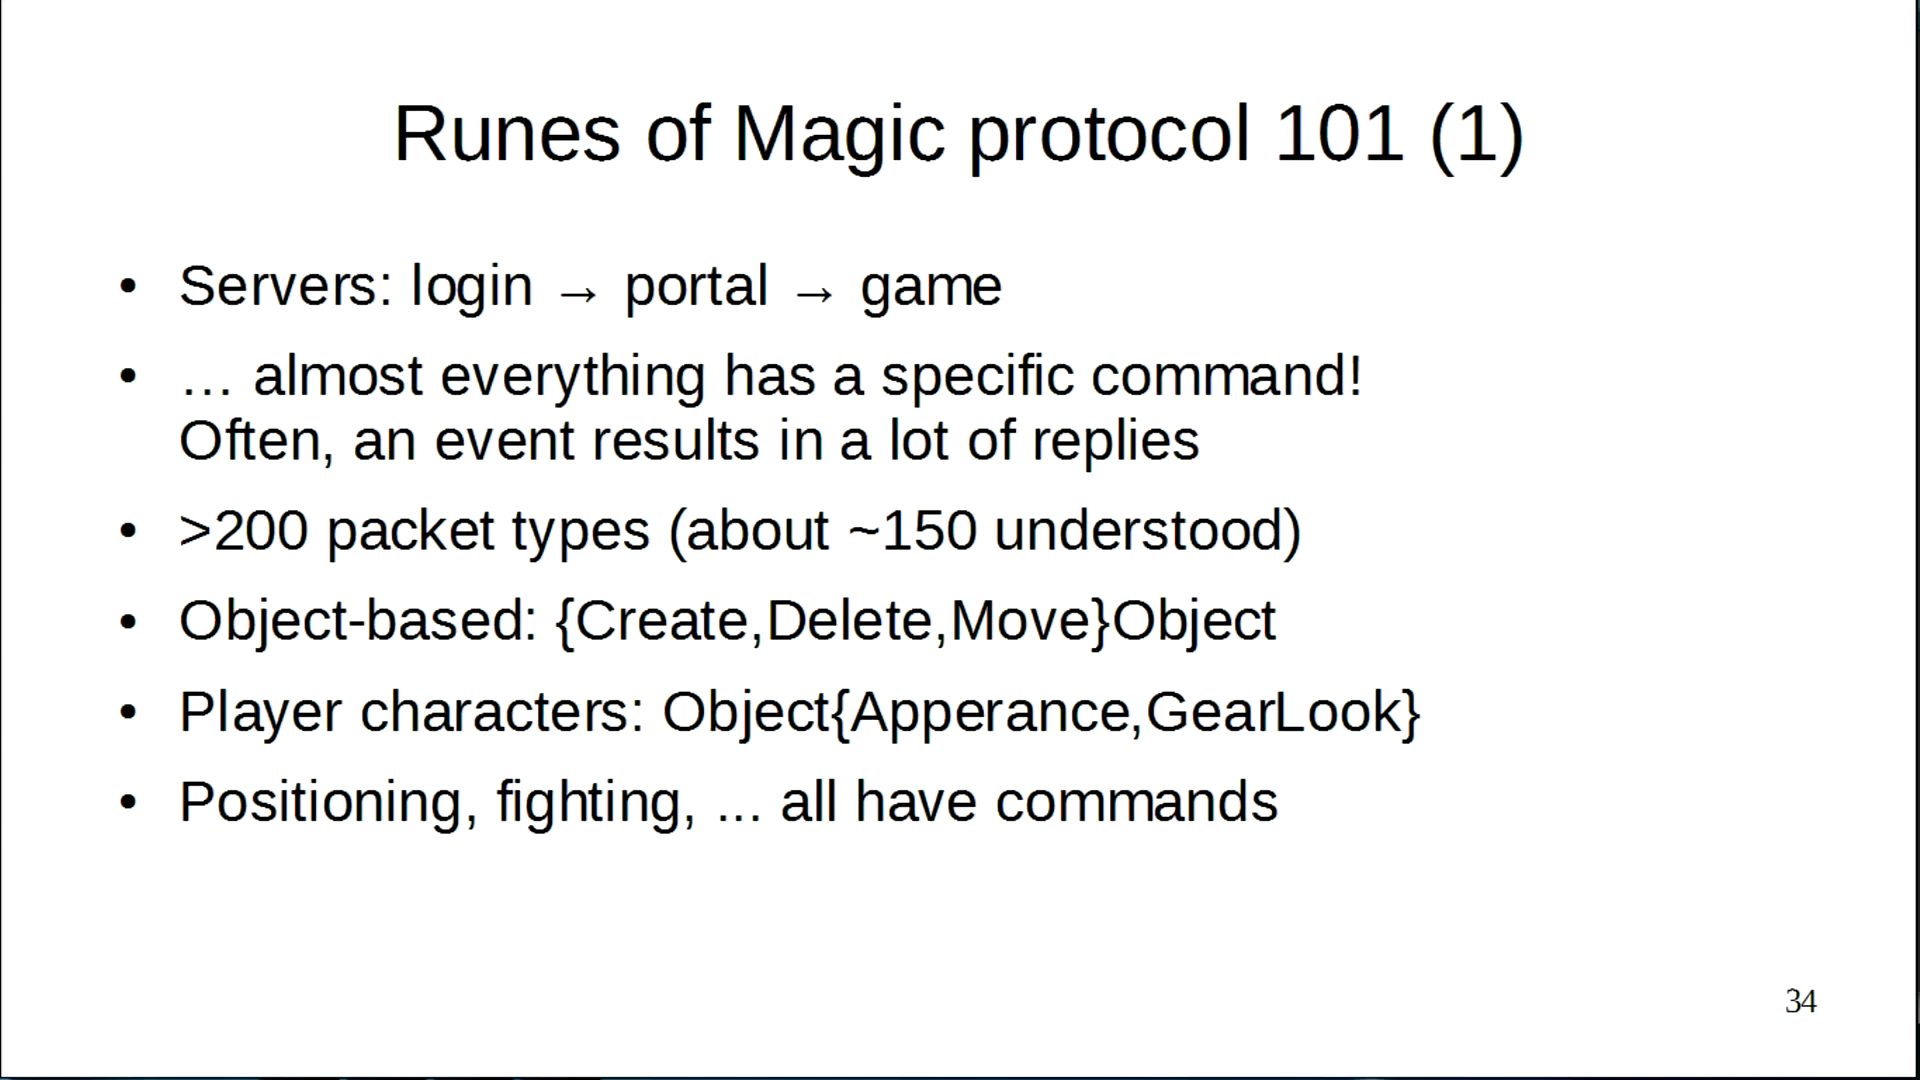 Runes of Magic protocol 101 (1)
• Servers: login → portal → game
• … almost everything has a specific command!
Often, an event results in a lot of replies
• >200 packet types (about ~150 understood)
• Object-based: {Create,Delete,Move}Object
• Player characters: Object{Apperance,GearLook}
• Positioning, fighting, ... all have commands
34